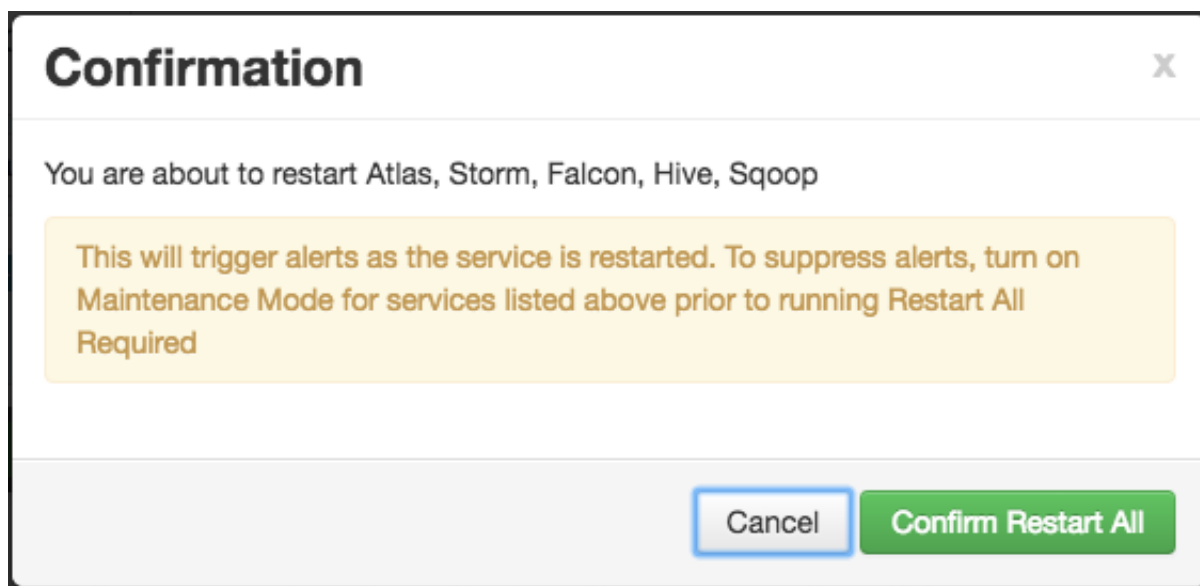 Confirmation
x
You are about to restart Atlas, Storm, Falcon, Hive, Sqoop
This will trigger alerts as the service is restarted. To suppress alerts, turn on
Maintenance Mode for services listed above prior to running Restart All
Required
Cancel
Confirm Restart All